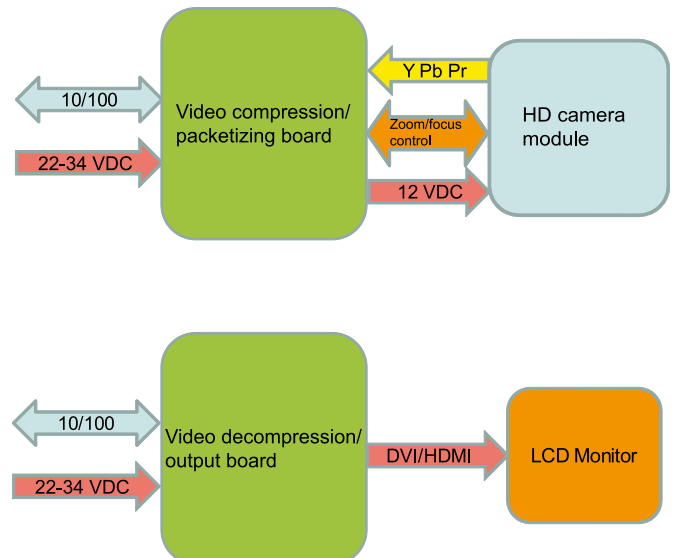 Y Pb Pr
10/100
Video compression/
packetizing board
Zoom/focus
control
HD camera
module
22-34 VDC
12 VDC
10/100
Video decompression/
output board
DVI/HDMI
LCD Monitor
22-34 VDC